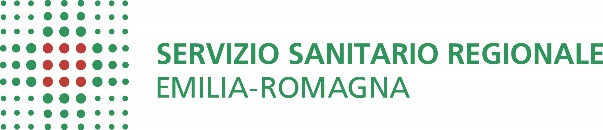 SERVIZIO SANITARIO REGIONALE
EMILIA-ROMAGNA